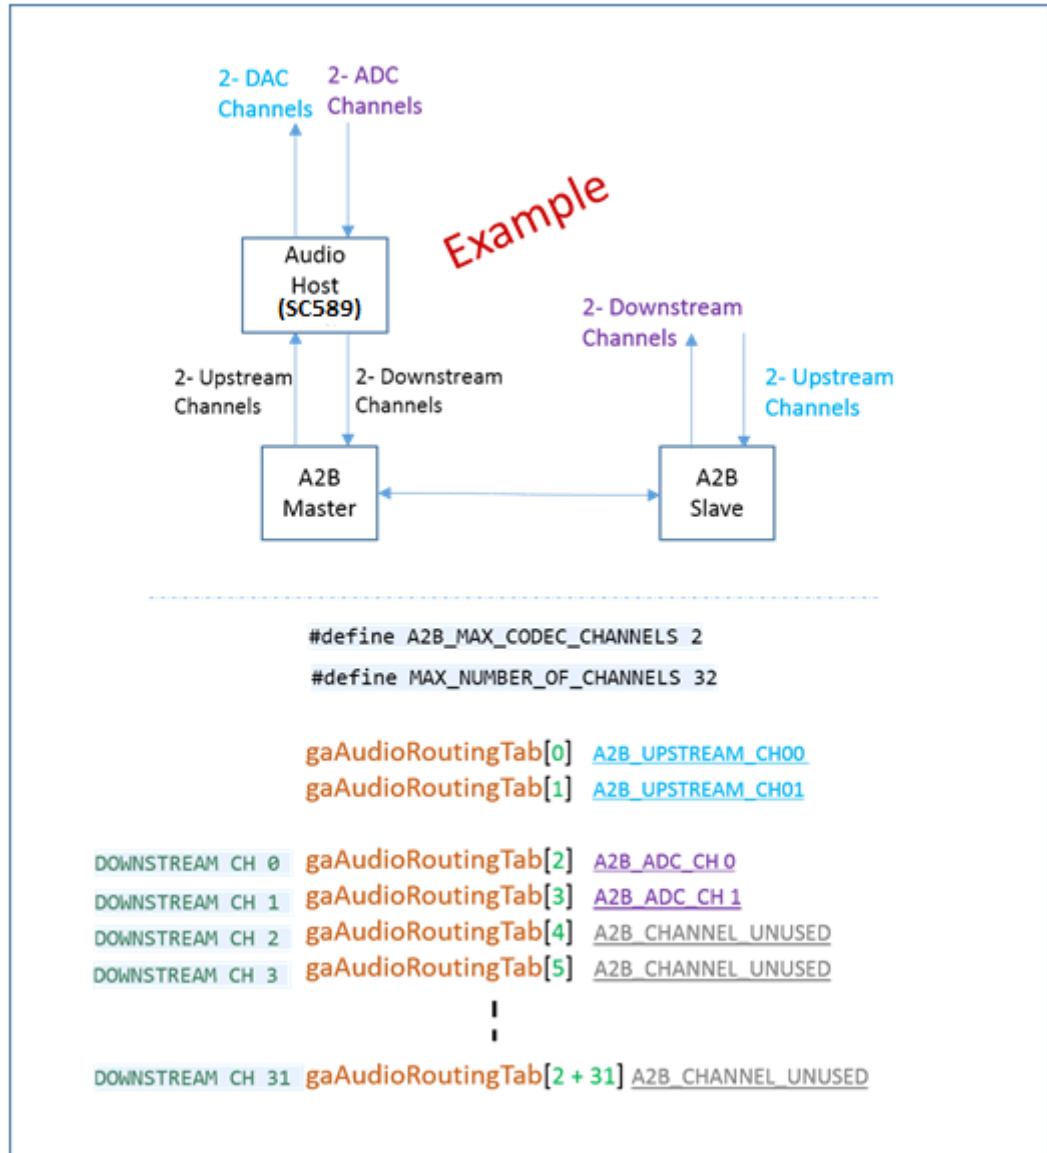 2- DAC
Channels
2- ADC
Channels
Example
Audio
Host
(SC589)
2- Downstream
Channels
2- Upstream
Channels
2- Downstream
Channels
2- Upstream
Channels
A2B
Master
A2B
Slave
#define A2B_MAX_CODEC_CHANNELS 2
#define MAX_NUMBER_OF_CHANNELS 32
gaAudioRoutingTab[0] A2B_UPSTREAM_CH00
gaAudioRoutingTab[1] A2B_UPSTREAM_CH01
DOWNSTREAM CH 0 gaAudioRoutingTab[2] A2B_ADC_CH 0
DOWNSTREAM CH 1 gaAudioRoutingTab[3] A2B_ADC_CH 1
DOWNSTREAM CH 2 gaAudioRoutingTab[4] A2B_CHANNEL_UNUSED
DOWNSTREAM CH 3 gaAudioRoutingTab[5] A2B_CHANNEL_UNUSED
DOWNSTREAM CH 31 gaAudioRoutingTab[2 + 31] A2B_CHANNEL_UNUSED